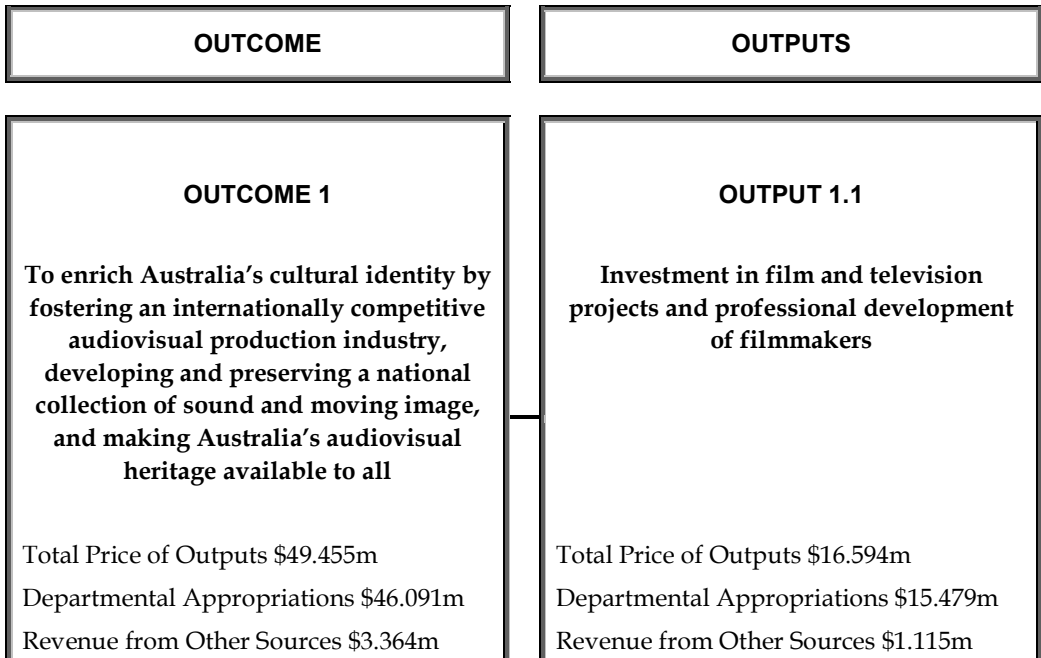 OUTCOME
OUTPUTS
OUTCOME 1
To enrich Australia’s cultural identity by
fostering an internationally competitive
audiovisual production industry,
developing and preserving a national
collection of sound and moving image,
and making Australia’s audiovisual
heritage available to all
Total Price of Outputs $49.455m
Departmental Appropriations $46.091m
Revenue from Other Sources $3.364m
OUTPUT 1.1
Investment in film and television
projects and professional development
of filmmakers
Total Price of Outputs $16.594m
Departmental Appropriations $15.479m
Revenue from Other Sources $1.115m